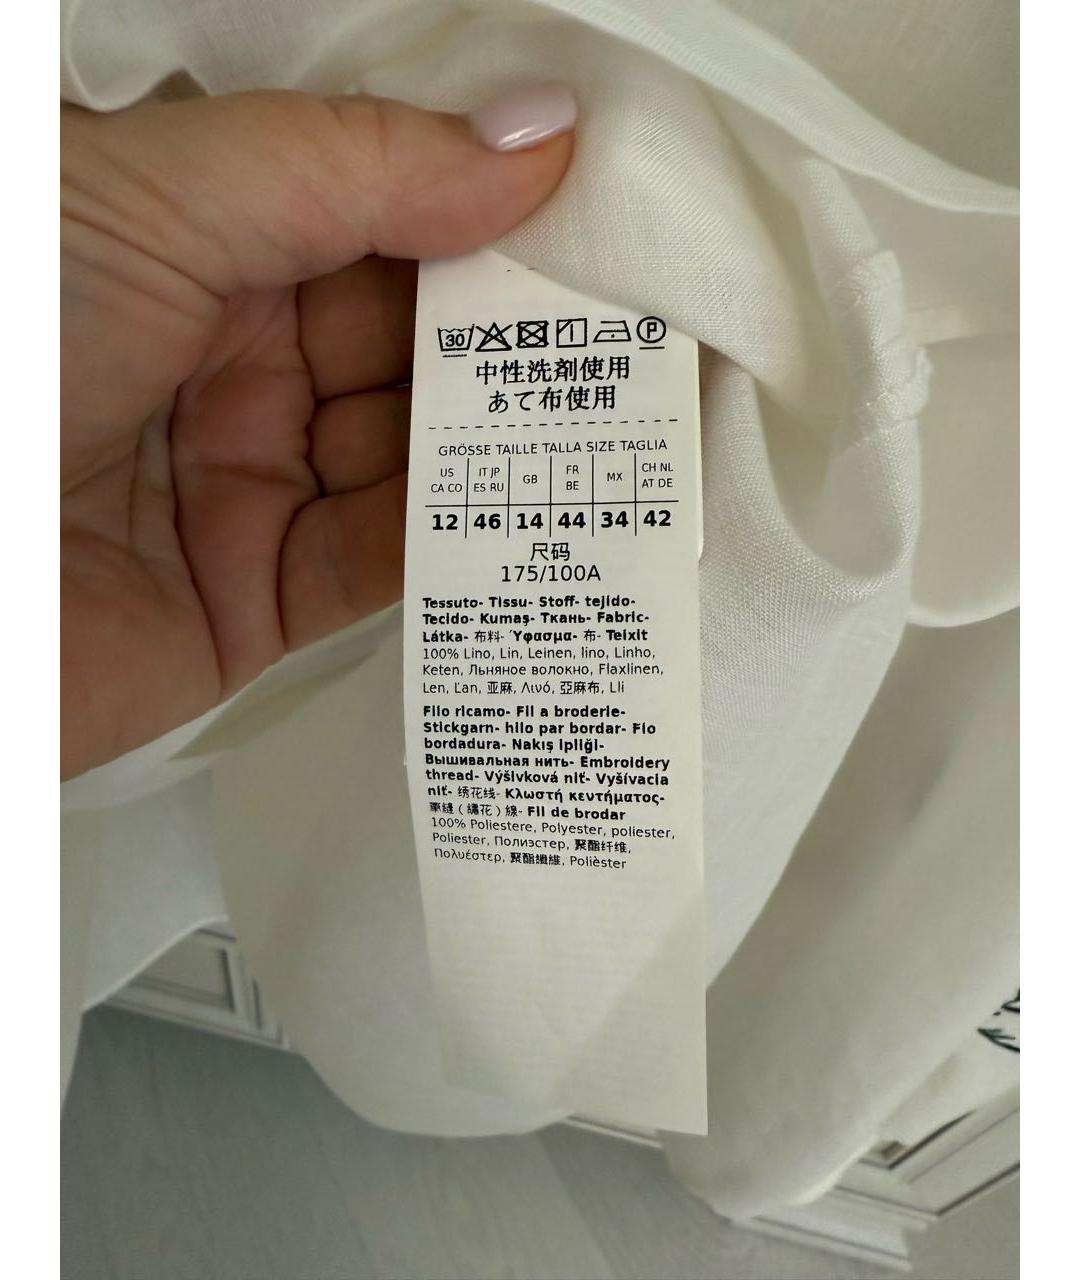 30 P
中性洗剤使用
あて布使用
GRÖSSE TAILLE TALLA SIZE TAGLIA
US CA CO | IT JP ES RU | GB | FR BE | MX | CH NL AT DE
12 | 46 | 14 | 44 | 34 | 42
尺码
175/100A
Tessuto- Tissu- Stoff- tejido-
Tecido- Kumaş- Ткань- Fabric-
Látka- 布料- Ύφασμα- 布- Teixit
100% Lino, Lin, Leinen, lino, Linho,
Keten, Льняное волокно, Flaxlinen,
Len, Ľan, 亚麻, Λινό, 亞麻布, Lli
Filo ricamo- Fil a broderie-
Stickgarn- hilo par bordar- Fio
bordadura- Nakış ipliği-
Вышивальная нить- Embroidery
thread- Výšivková niť- Vyšívacia
niť- 绣花线- Κλωστή κεντήματος-
車縫（繡花）線- Fil de brodar
100% Poliestere, Polyester, poliester,
Poliester, Полиэстер, 聚酯纤维,
Πολυέστερ, 聚酯纖維, Polièster